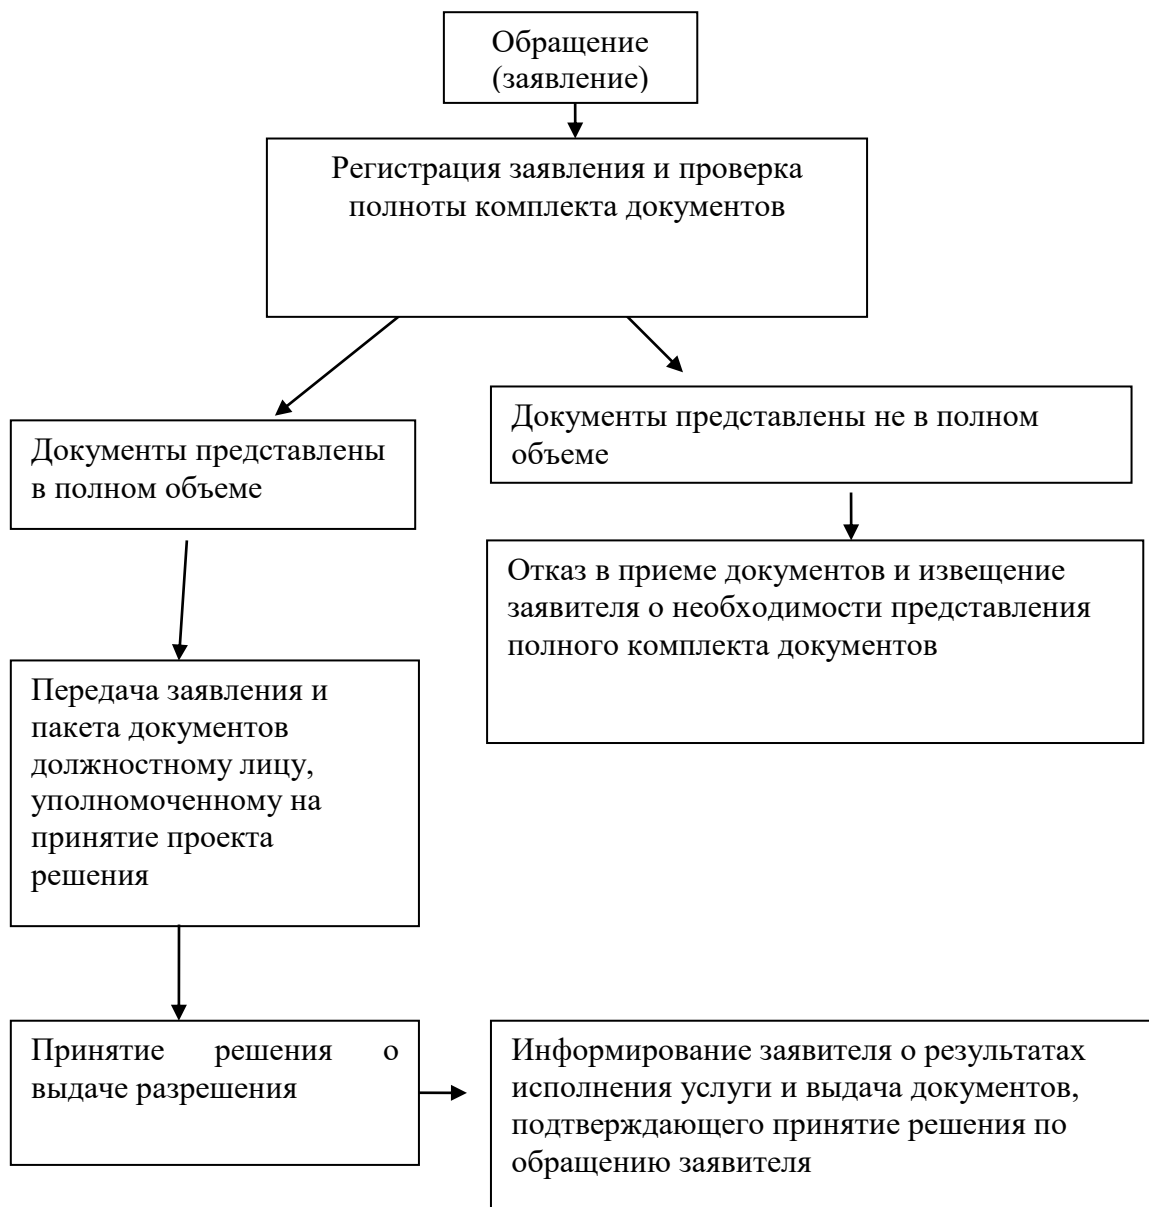 Обращение
(заявление)
Регистрация заявления и проверка
полноты комплекта документов
Документы представлены не в полном
объеме
Документы представлены
в полном объеме
Отказ в приеме документов и извещение
заявителя о необходимости представления
полного комплекта документов
Передача заявления и
пакета документов
должностному лицу,
уполномоченному на
принятие проекта
решения
Принятие решения о
выдаче разрешения
Информирование заявителя о результатах
исполнения услуги и выдача документов,
подтверждающего принятие решения по
обращению заявителя